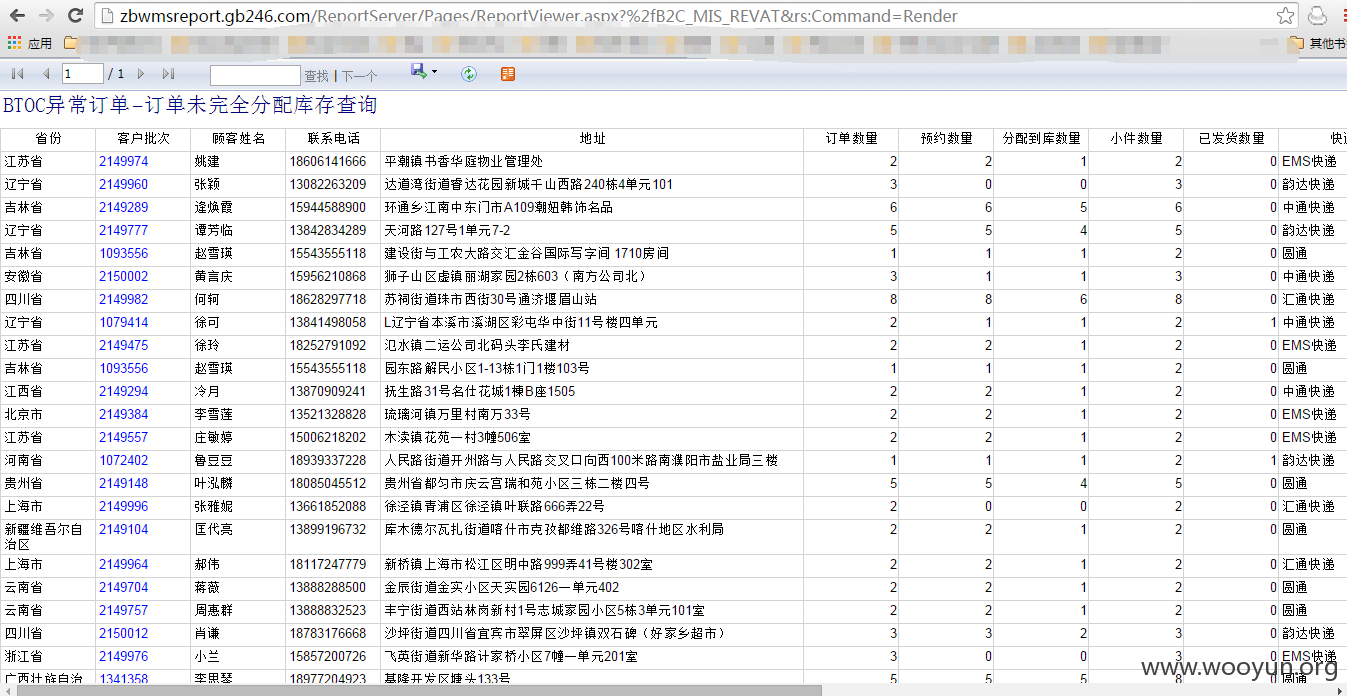 zbwmsreport.gb246.com/ReportServer/Pages/ReportViewer.aspx?%2fB2C_MIS_REVAT&rs:Command=Render
应用 其他书
1 / 1 查找 | 下一个
BTOC异常订单-订单未完全分配库存查询
省份 客户批次 顾客姓名 联系电话 地址 订单数量 预约数量 分配到库数量 小件数量 已发货数量 快
江苏省 2149974 姚建 18606141666 平潮镇书香华庭物业管理处 2 2 1 2 0 EMS快递
辽宁省 2149960 张颖 13082263209 达道湾街道睿达花园新城千山西路240栋4单元101 3 0 0 3 0 韵达快递
吉林省 2149289 逄焕霞 15944588900 环通乡江南中东门市A109潮妞韩饰名品 6 6 5 6 0 中通快递
辽宁省 2149777 谭芳临 13842834289 天河路127号1单元7-2 5 5 4 5 0 韵达快递
吉林省 1093556 赵雪瑛 15543555118 建设街与工农大路交汇金谷国际写字间 1710房间 1 1 1 2 0 圆通
安徽省 2150002 黄言庆 15956210868 狮子山区虚镇丽湖家园2栋603（南方公司北） 3 1 1 3 0 中通快递
四川省 2149982 何轲 18628297718 苏祠街道珠市西街30号通济堰眉山站 8 8 6 8 0 汇通快递
辽宁省 1079414 徐可 13841498058 L辽宁省本溪市溪湖区彩屯华中街11号楼四单元 2 1 1 2 1 中通快递
江苏省 2149475 徐玲 18252791092 氾水镇二运公司北码头李氏建材 2 2 1 2 0 EMS快递
吉林省 1093556 赵雪瑛 15543555118 园东路解民小区1-13栋1门1楼103号 1 1 1 2 0 圆通
江西省 2149294 冷月 13870909241 抚生路31号名仕花城1棟B座1505 2 2 1 2 0 中通快递
北京市 2149384 李雪莲 13521328828 琉璃河镇万里村南万33号 2 2 1 2 0 EMS快递
江苏省 2149557 庄敏婷 15006218202 木渎镇花苑一村3幢506室 2 2 1 2 0 EMS快递
河南省 1072402 鲁豆豆 18939337228 人民路街道开州路与人民路交叉口向西100米路南濮阳市盐业局三楼 1 1 1 2 1 韵达快递
贵州省 2149148 叶泓麟 18085045512 贵州省都匀市庆云宫瑞和苑小区三栋二楼四号 5 5 4 5 0 圆通
上海市 2149996 张雅妮 13661852088 徐泾镇青浦区徐泾镇叶联路666弄22号 2 0 0 2 0 汇通快递
新疆维吾尔自治区 2149104 匡代亮 13899196732 库木德尔瓦扎街道喀什市克孜都维路326号喀什地区水利局 2 2 1 2 0 圆通
上海市 2149964 郝伟 18117247779 新桥镇上海市松江区明中路999弄41号楼302室 2 2 1 2 0 汇通快递
云南省 2149704 蒋薇 13888288500 金辰街道金实小区天实园6126一单元402 2 2 1 2 0 圆通
云南省 2149757 周惠群 13888832523 丰宁街道西站林岗新村1号志城家园小区5栋3单元101室 2 2 1 2 0 圆通
四川省 2150012 肖谦 18783176668 沙坪街道四川省宜宾市翠屏区沙坪镇双石碑（好家乡超市） 3 3 2 3 0 韵达快递
浙江省 2149976 小兰 15857200726 飞英街道新华路计家桥小区7幢一单元201室 3 0 0 3 0 EMS快递
广西壮族自治 1341358 李思琴 18977204923 基隆开发区塘头133号 5 5 5 8 0 圆通
www.wooyun.org